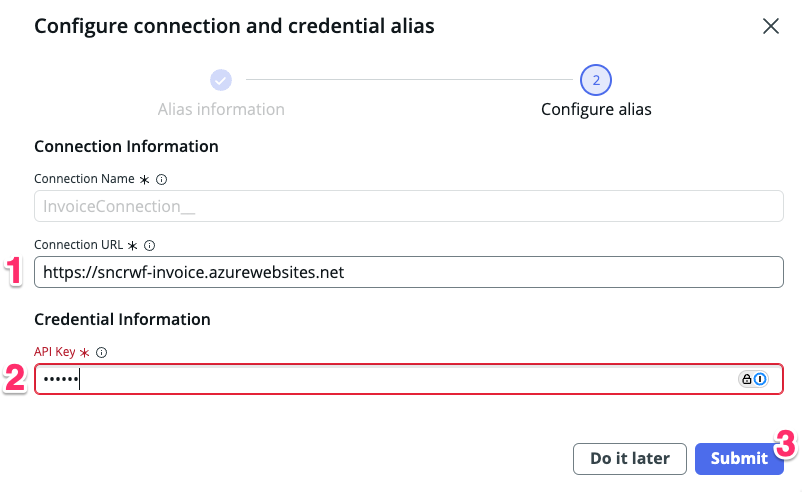 Configure connection and credential alias
2
Alias information
Configure alias
Connection Information
Connection Name *
InvoiceConnection__
Connection URL *
1
https://sncrwf-invoice.azurewebsites.net
Credential Information
API Key *
2
••••••
Do it later
Submit
3